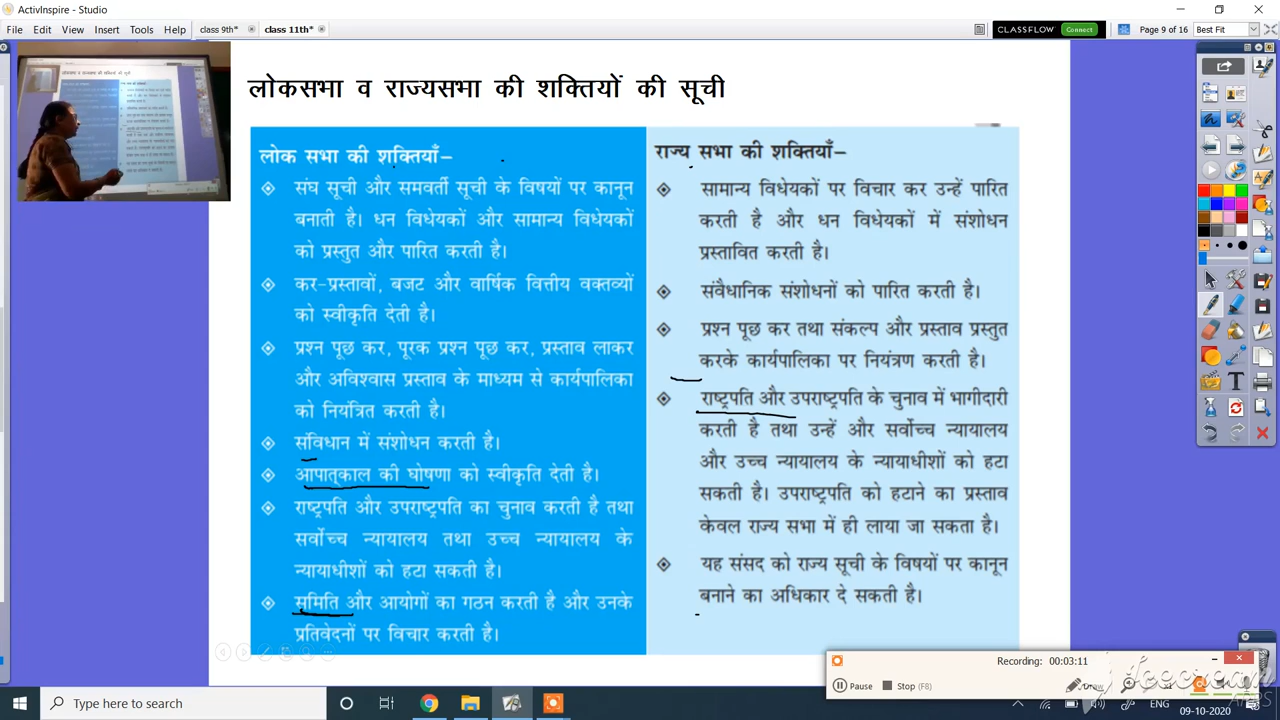 ActivInspire - Studio
File Edit View Insert Tools Help
class 9th*
class 11th*
CLASSFLOW Connect
Page 9 of 16
Best Fit
लोकसभा व राज्यसभा की शक्तियों की सूची
लोक सभा की शक्तियाँ–
संघ सूची और समवर्ती सूची के विषयों पर कानून
बनाती है। धन विधेयकों और सामान्य विधेयकों
को प्रस्तुत और पारित करती है।
कर-प्रस्तावों, बजट और वार्षिक वित्तीय वक्तव्यों
को स्वीकृति देती है।
प्रश्न पूछ कर, पूरक प्रश्न पूछ कर, प्रस्ताव लाकर
और अविश्वास प्रस्ताव के माध्यम से कार्यपालिका
को नियंत्रित करती है।
संविधान में संशोधन करती है।
आपात्काल की घोषणा को स्वीकृति देती है।
राष्ट्रपति और उपराष्ट्रपति का चुनाव करती है तथा
सर्वोच्च न्यायालय तथा उच्च न्यायालय के
न्यायाधीशों को हटा सकती है।
समिति और आयोगों का गठन करती है और उनके
प्रतिवेदनों पर विचार करती है।
राज्य सभा की शक्तियाँ–
सामान्य विधेयकों पर विचार कर उन्हें पारित
करती है और धन विधेयकों में संशोधन
प्रस्तावित करती है।
संवैधानिक संशोधनों को पारित करती है।
प्रश्न पूछ कर तथा संकल्प और प्रस्ताव प्रस्तुत
करके कार्यपालिका पर नियंत्रण करती है।
राष्ट्रपति और उपराष्ट्रपति के चुनाव में भागीदारी
करती है तथा उन्हें और सर्वोच्च न्यायालय
और उच्च न्यायालय के न्यायाधीशों को हटा
सकती है। उपराष्ट्रपति को हटाने का प्रस्ताव
केवल राज्य सभा में ही लाया जा सकता है।
यह संसद को राज्य सूची के विषयों पर कानून
बनाने का अधिकार दे सकती है।
Recording: 00:03:11
Pause Stop (F8) Draw
Type here to search
ENG
09-10-2020